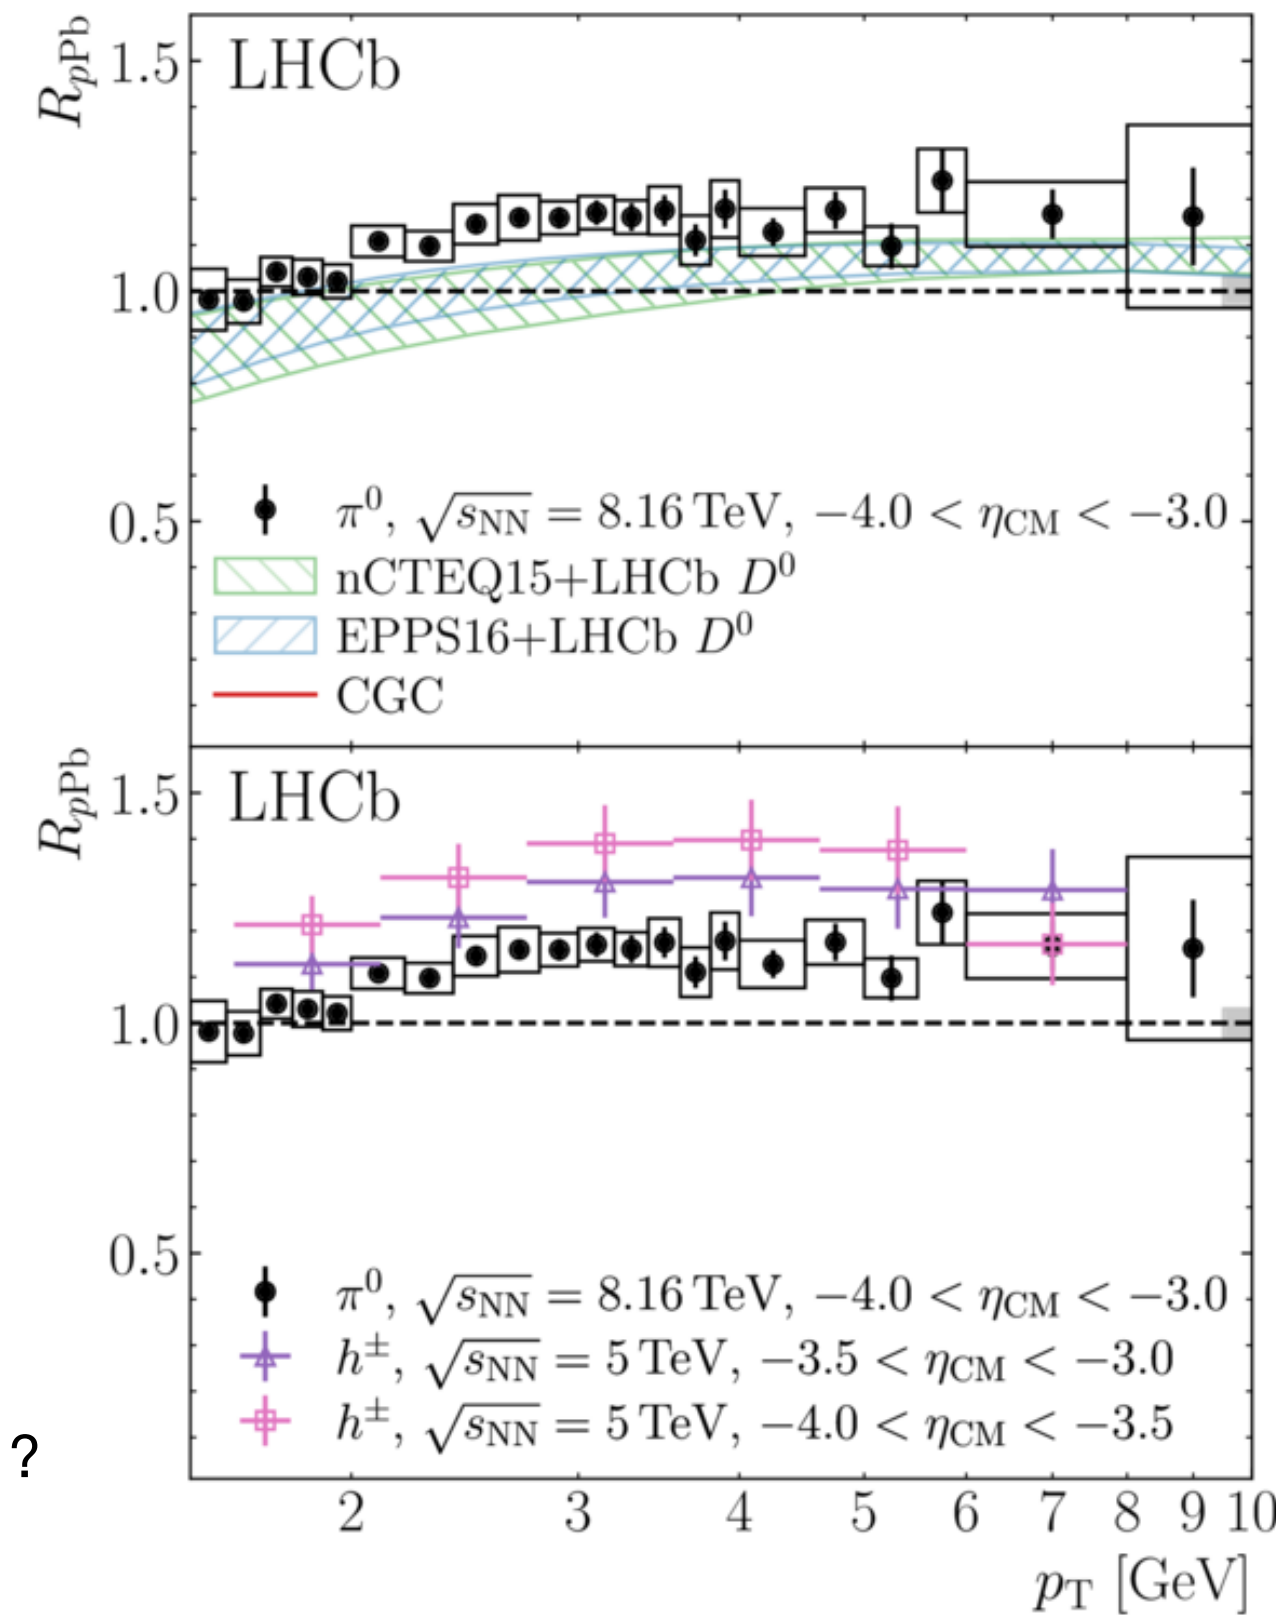 R_pPb
1.5
LHCb
1.0
0.5
π⁰, √s_NN = 8.16 TeV, −4.0 < η_CM < −3.0
nCTEQ15+LHCb D⁰
EPPS16+LHCb D⁰
CGC
R_pPb
1.5
LHCb
1.0
0.5
π⁰, √s_NN = 8.16 TeV, −4.0 < η_CM < −3.0
h±, √s_NN = 5 TeV, −3.5 < η_CM < −3.0
h±, √s_NN = 5 TeV, −4.0 < η_CM < −3.5
?
2 3 4 5 6 7 8 9 10
p_T [GeV]